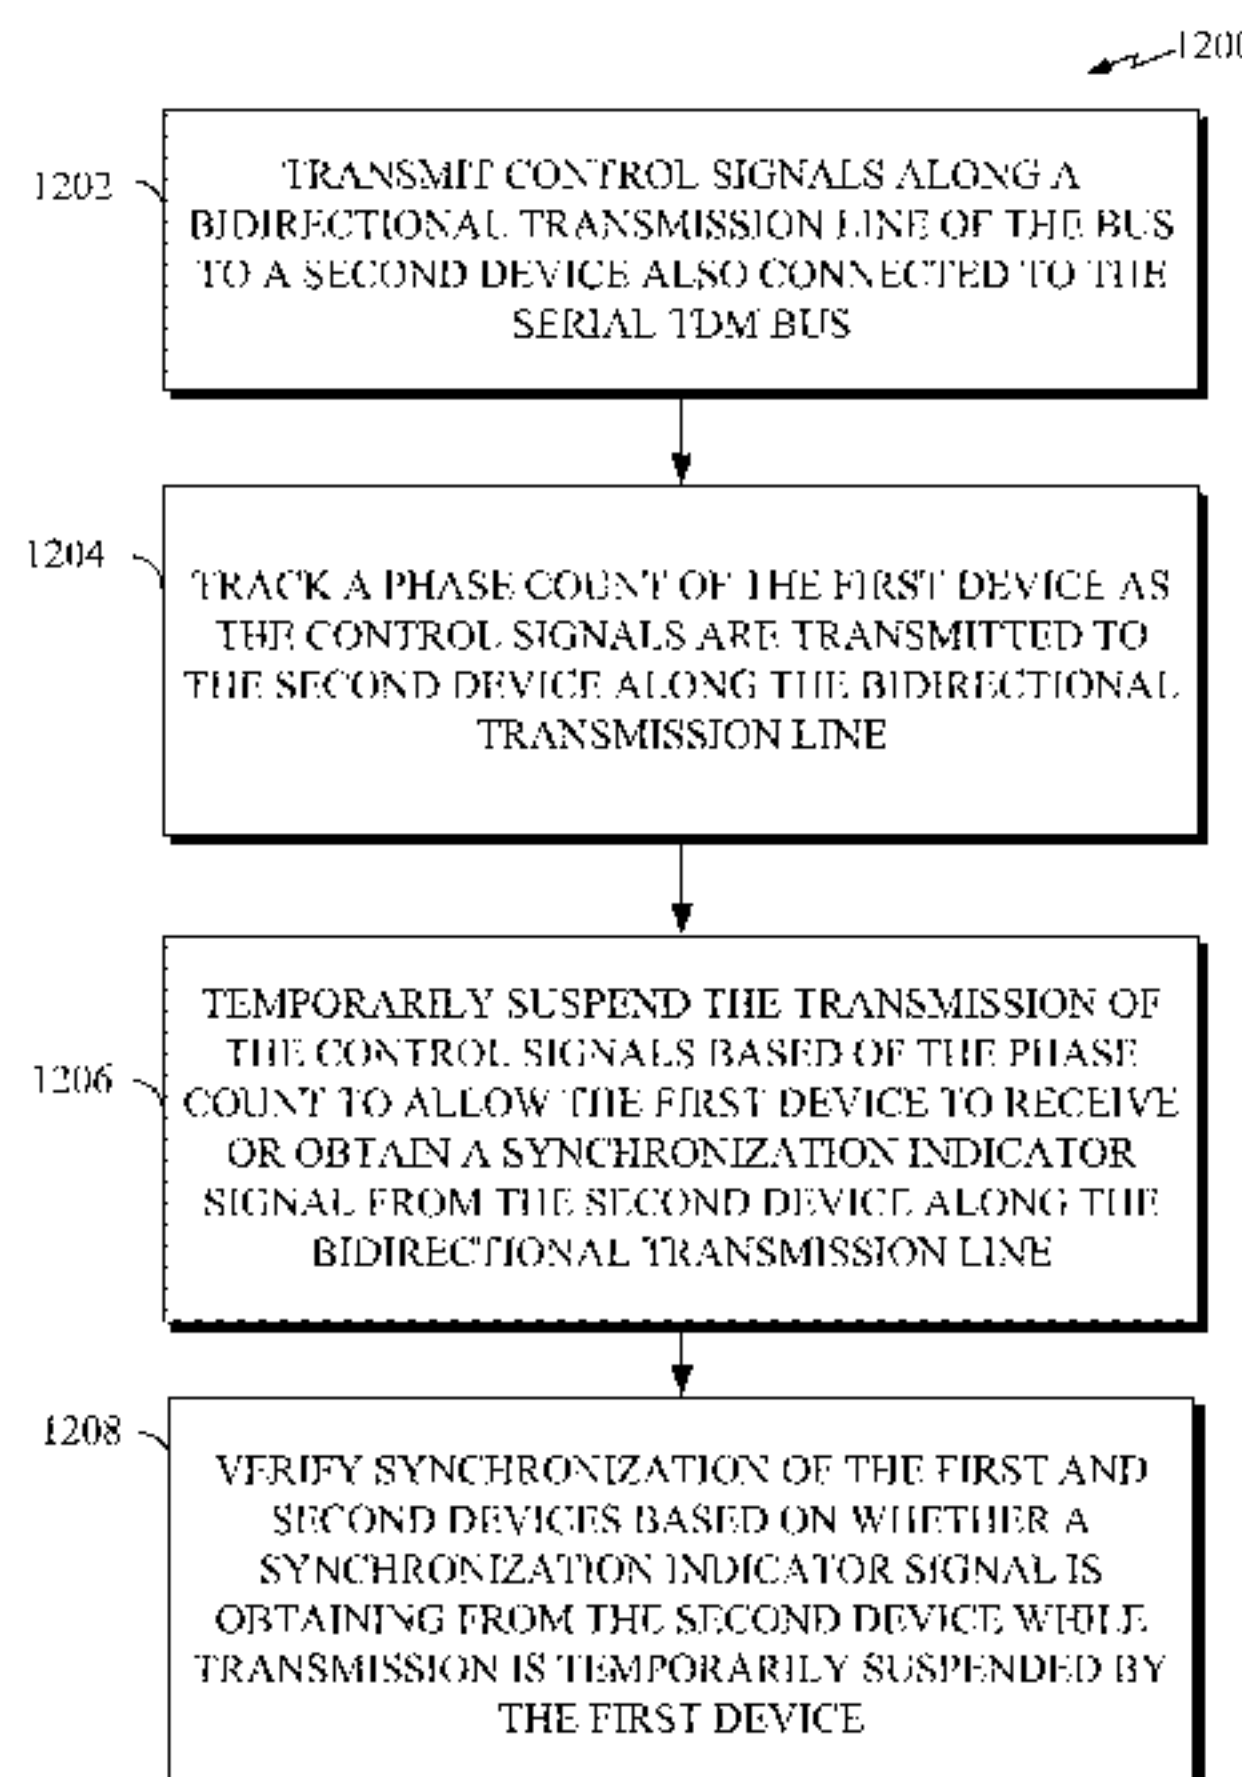 1200
1202
TRANSMIT CONTROL SIGNALS ALONG A
BIDIRECTIONAL TRANSMISSION LINE OF THE BUS
TO A SECOND DEVICE ALSO CONNECTED TO THE
SERIAL TDM BUS
1204
TRACK A PHASE COUNT OF THE FIRST DEVICE AS
THE CONTROL SIGNALS ARE TRANSMITTED TO
THE SECOND DEVICE ALONG THE BIDIRECTIONAL
TRANSMISSION LINE
1206
TEMPORARILY SUSPEND THE TRANSMISSION OF
THE CONTROL SIGNALS BASED OF THE PHASE
COUNT TO ALLOW THE FIRST DEVICE TO RECEIVE
OR OBTAIN A SYNCHRONIZATION INDICATOR
SIGNAL FROM THE SECOND DEVICE ALONG THE
BIDIRECTIONAL TRANSMISSION LINE
1208
VERIFY SYNCHRONIZATION OF THE FIRST AND
SECOND DEVICES BASED ON WHETHER A
SYNCHRONIZATION INDICATOR SIGNAL IS
OBTAINING FROM THE SECOND DEVICE WHILE
TRANSMISSION IS TEMPORARILY SUSPENDED BY
THE FIRST DEVICE